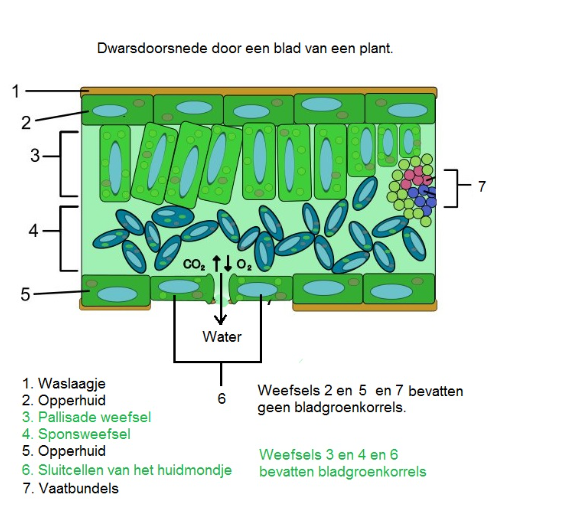 Dwarsdoorsnede door een blad van een plant.
1
2
3
4
5
7
CO2 O2
Water
6
1. Waslaagje
2. Opperhuid
3. Pallisade weefsel
4. Sponsweefsel
5. Opperhuid
6. Sluitcellen van het huidmondje
7. Vaatbundels
Weefsels 2 en 5 en 7 bevatten
geen bladgroenkorrels.
Weefsels 3 en 4 en 6
bevatten bladgroenkorrels